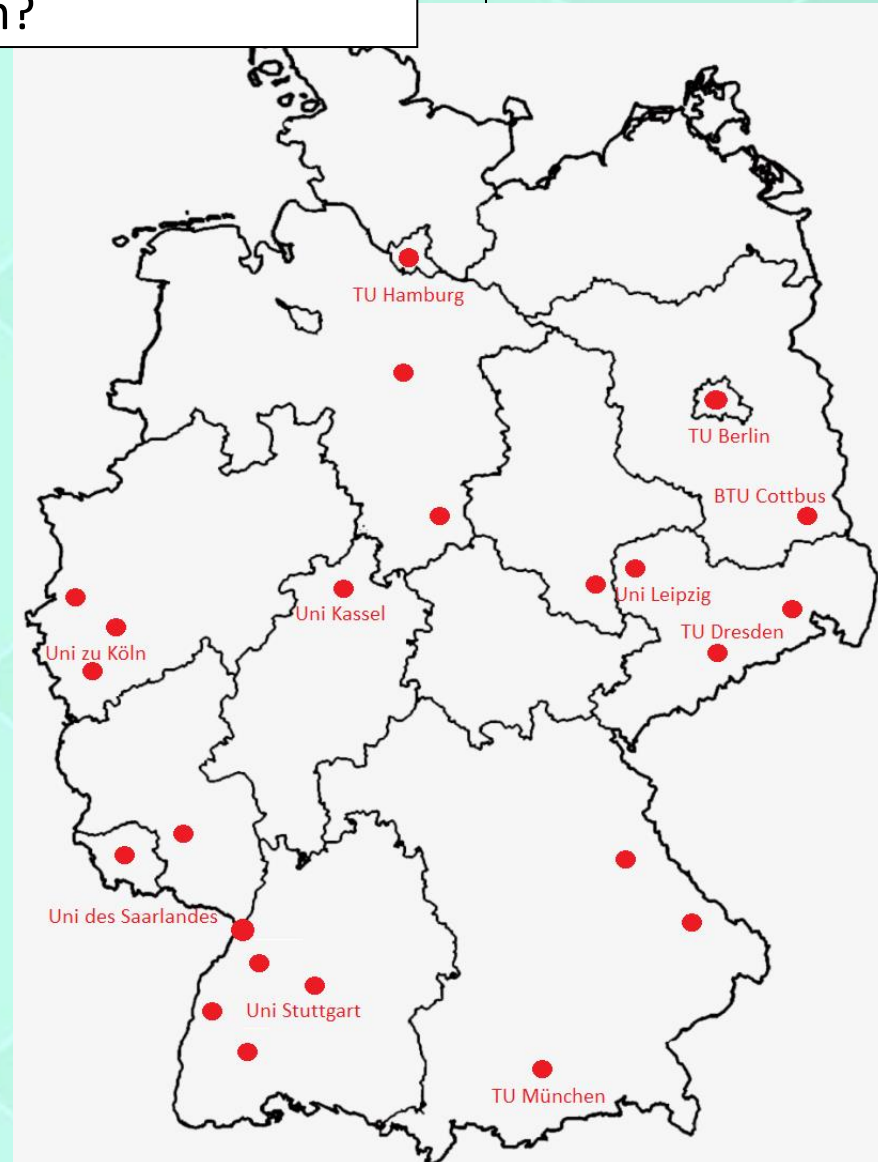 n?
TU Hamburg
TU Berlin
BTU Cottbus
Uni Leipzig
Uni Kassel
TU Dresden
Uni zu Köln
Uni des Saarlandes
Uni Stuttgart
TU München